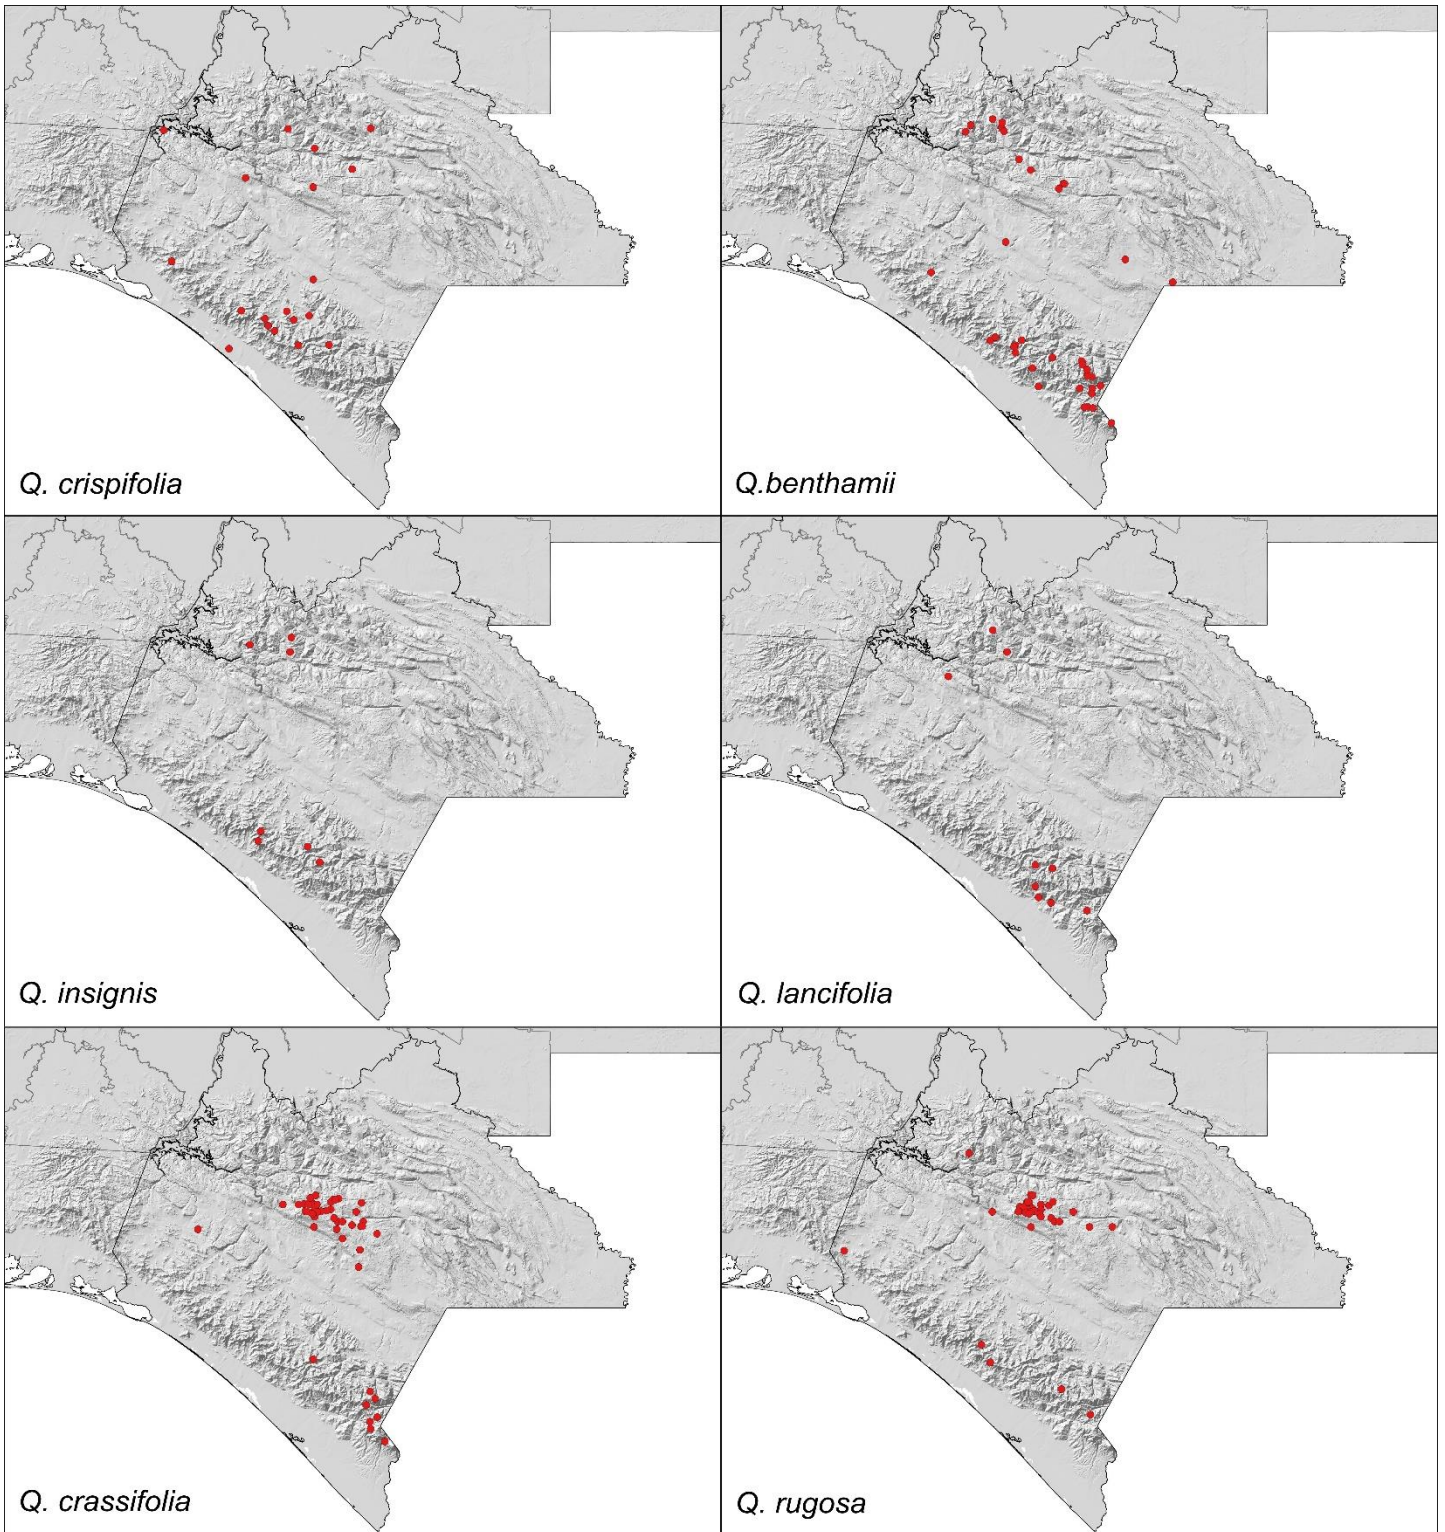 Q. crispifolia
Q.benthamii
Q. insignis
Q. lancifolia
Q. crassifolia
Q. rugosa